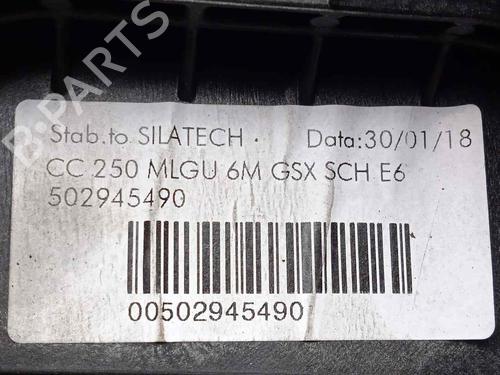 Stab.to SILATECH . Data:30/01/18
CC 250 MLGU 6M GSX SCH E6
502945490
00502945490
B-PARTS